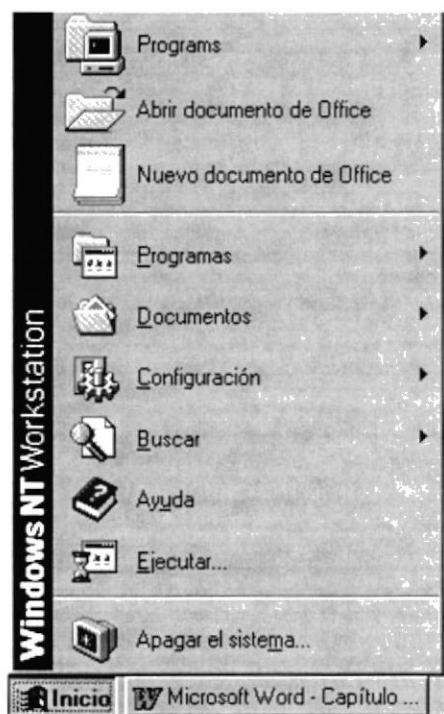 Programs
Abrir documento de Office
Nuevo documento de Office
Programas
Documentos
Configuración
Buscar
Ayuda
Ejecutar...
Apagar el sistema...
Windows NT Workstation
Inicio
Microsoft Word - Capítulo ...